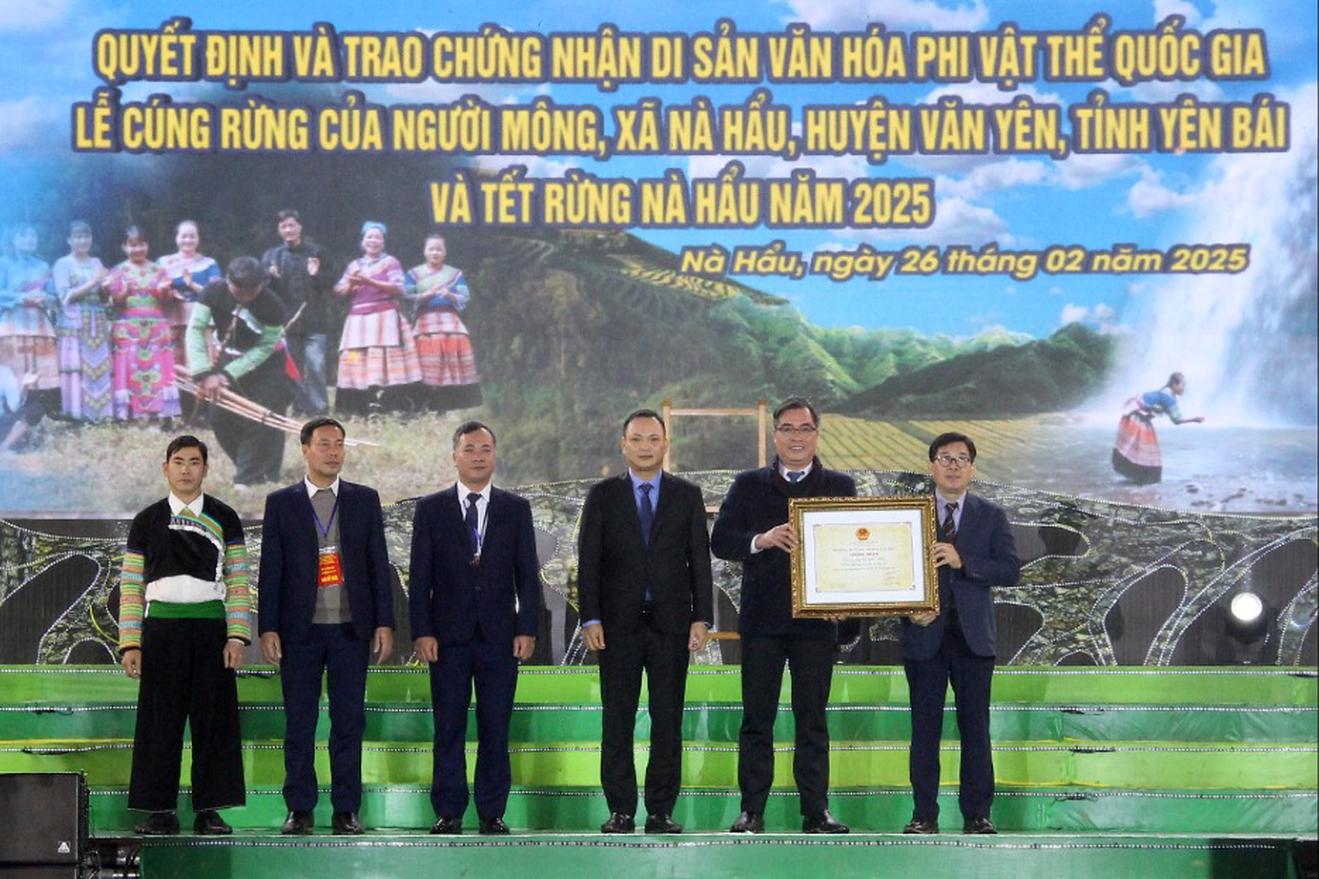 QUYẾT ĐỊNH VÀ TRAO CHỨNG NHẬN DI SẢN VĂN HÓA PHI VẬT THỂ QUỐC GIA
LỄ CÚNG RỪNG CỦA NGƯỜI MÔNG, XÃ NÀ HẨU, HUYỆN VĂN YÊN, TỈNH YÊN BÁI
VÀ TẾT RỪNG NÀ HẨU NĂM 2025
Nà Hẩu, ngày 26 tháng 02 năm 2025